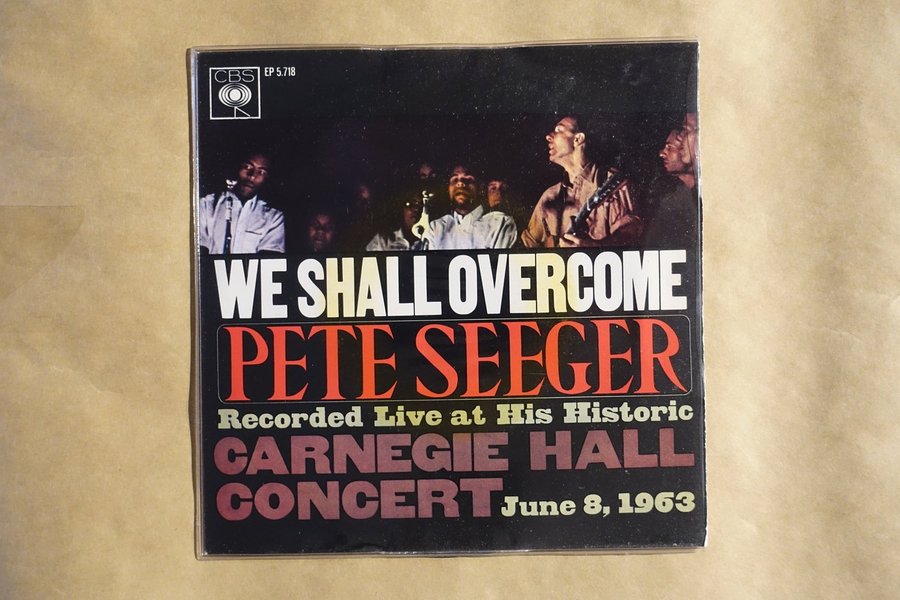 CBS
EP 5.718
WE SHALL OVERCOME
PETE SEEGER
Recorded Live at His Historic
CARNEGIE HALL
CONCERT June 8, 1963